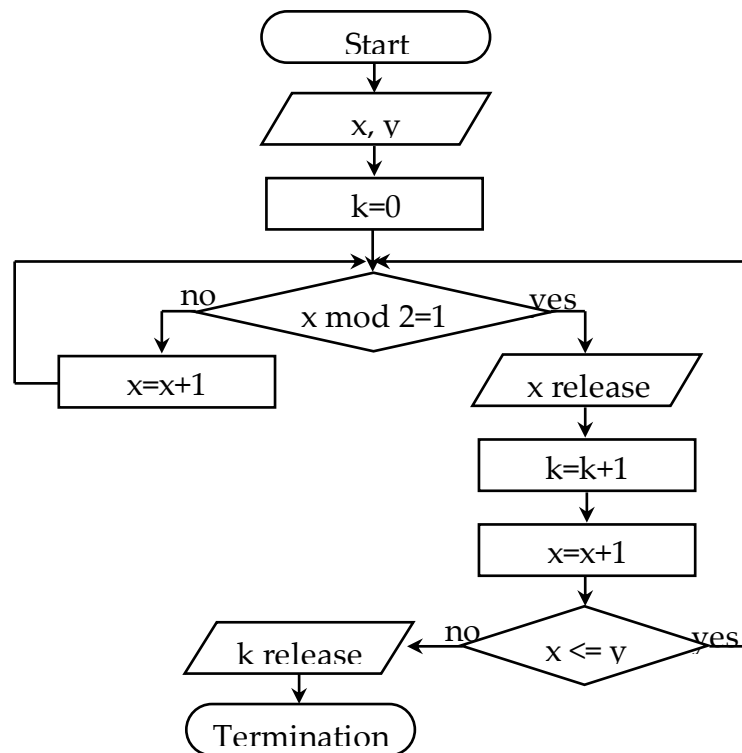 Start
x, y
k=0
no
yes
x mod 2=1
x=x+1
x release
k=k+1
x=x+1
no
yes
x <= y
k release
Termination